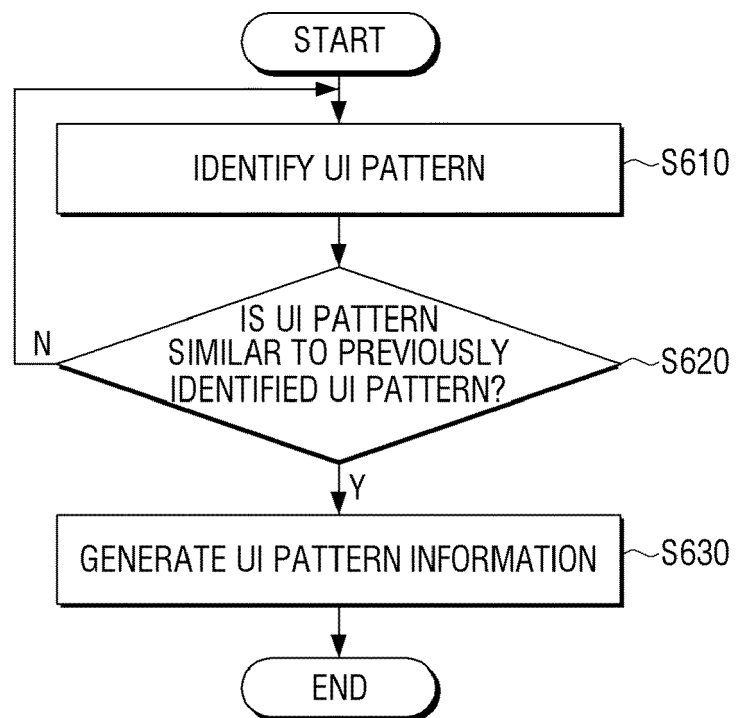 START
IDENTIFY UI PATTERN
S610
IS UI PATTERN
SIMILAR TO PREVIOUSLY
IDENTIFIED UI PATTERN?
N
S620
Y
GENERATE UI PATTERN INFORMATION
S630
END